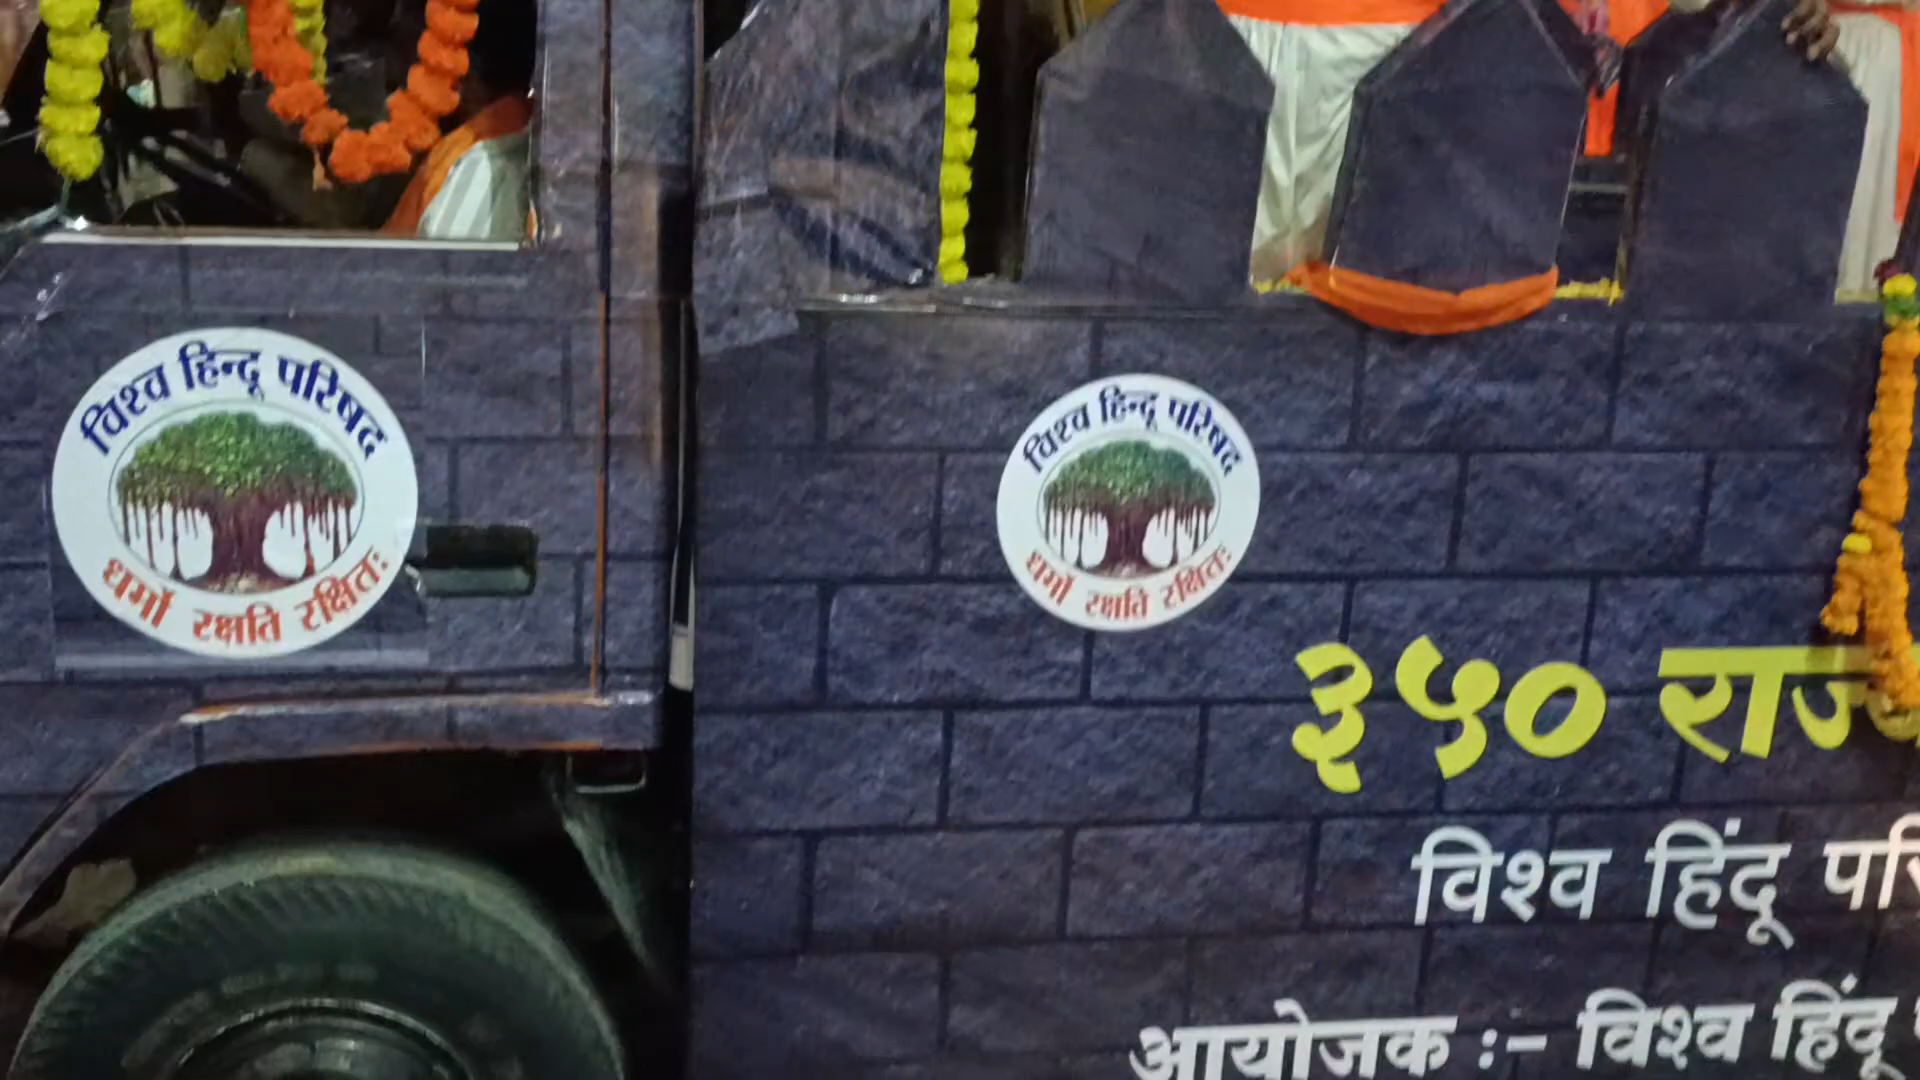 विश्व हिन्दू परिषद
धर्मो रक्षति रक्षितः
विश्व हिन्दू परिषद
धर्मो रक्षति रक्षितः
३५०
विश्व हिंदू
आयोजक :- विश्व हिंदू